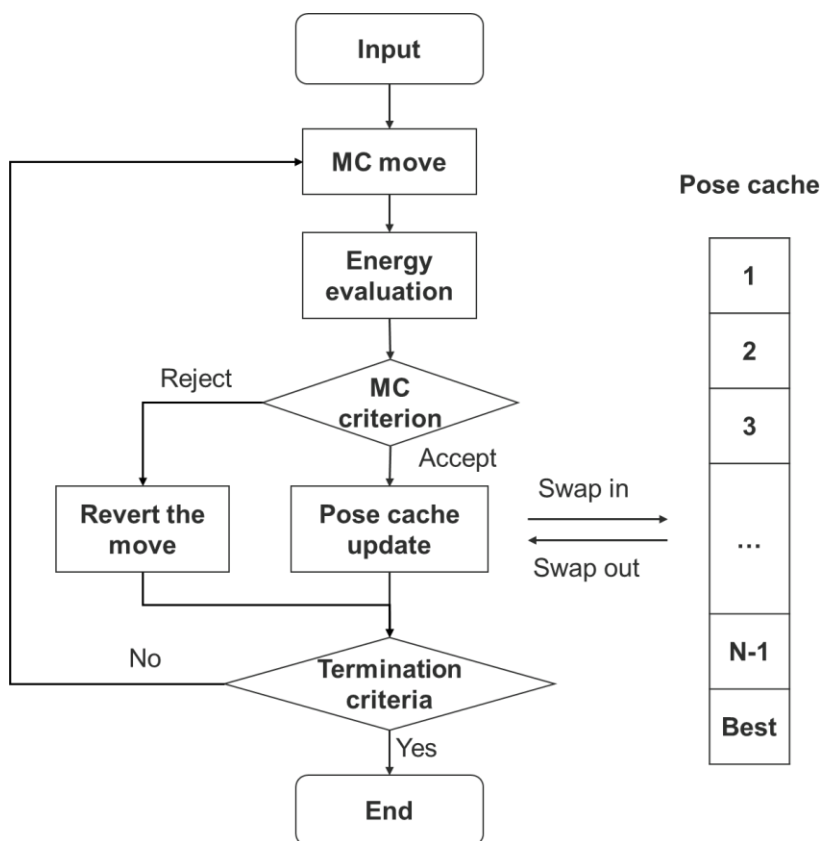 Input
MC move
Energy
evaluation
Reject
MC
criterion
Accept
Revert the
move
Pose cache
update
No
Termination
criteria
Yes
End
Swap in
Swap out
Pose cache
1
2
3
...
N-1
Best